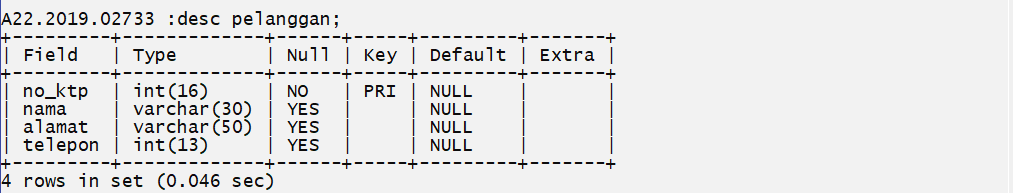 A22.2019.02733 :desc pelanggan;
+---------+-------------+------+-----+---------+-------+
| Field   | Type        | Null | Key | Default | Extra |
+---------+-------------+------+-----+---------+-------+
| no_ktp  | int(16)     | NO   | PRI | NULL    |       |
| nama    | varchar(30) | YES  |     | NULL    |       |
| alamat  | varchar(50) | YES  |     | NULL    |       |
| telepon | int(13)     | YES  |     | NULL    |       |
+---------+-------------+------+-----+---------+-------+
4 rows in set (0.046 sec)